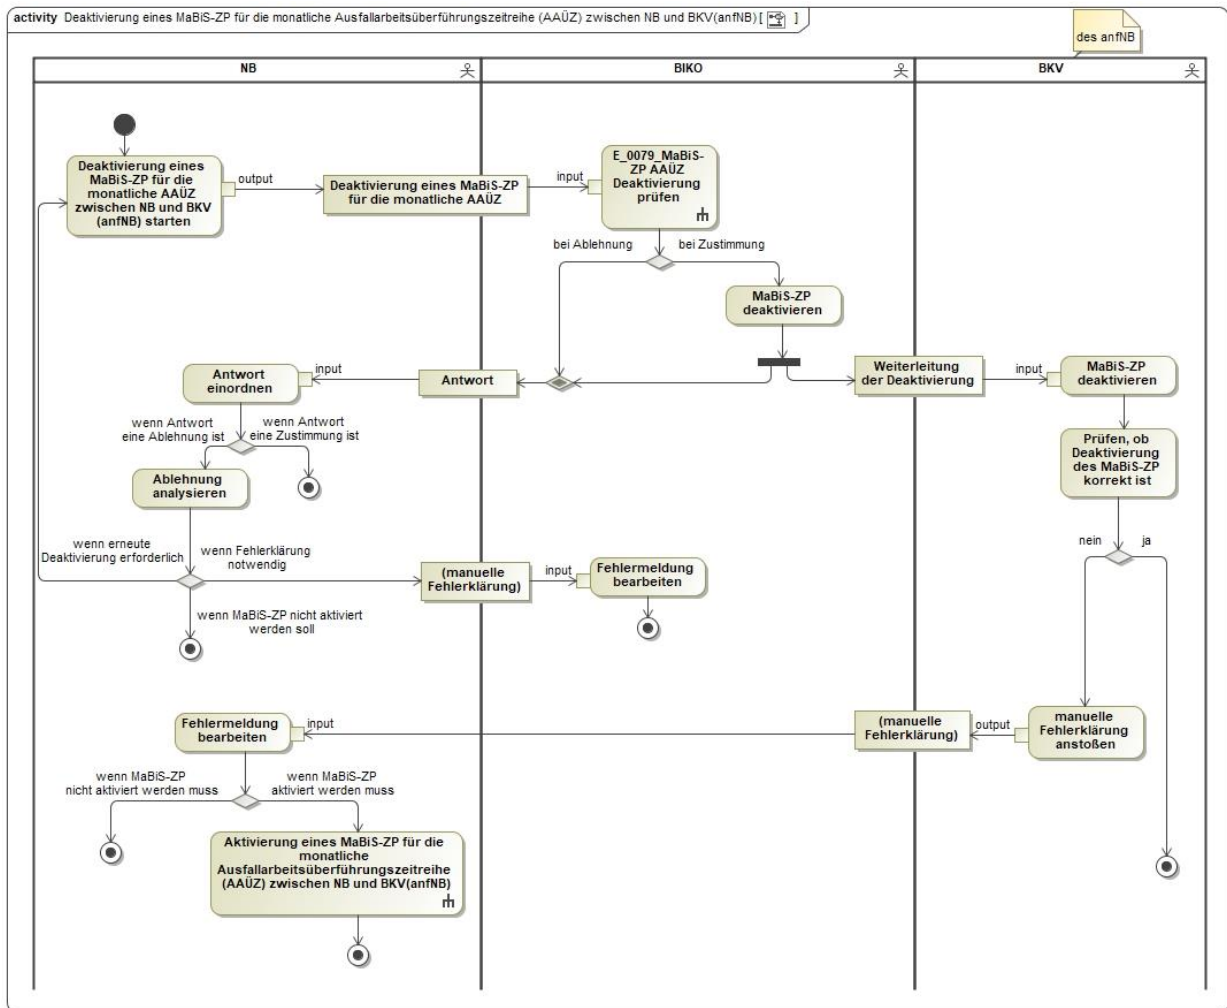 activity Deaktivierung eines MaBiS-ZP für die monatliche Ausfallarbeitsüberführungszeitreihe (AAÜZ) zwischen NB und BKV(anfNB) [ ]
des anfNB
NB
BIKO
BKV
Deaktivierung eines
MaBiS-ZP für die
monatliche AAÜZ
zwischen NB und BKV
(anfNB) starten
output
Deaktivierung eines MaBiS-ZP
für die monatliche AAÜZ
input
E_0079_MaBiS-
ZP AAÜZ
Deaktivierung
prüfen
bei Ablehnung
bei Zustimmung
MaBiS-ZP
deaktivieren
Antwort
einordnen
input
Antwort
Weiterleitung
der Deaktivierung
input
MaBiS-ZP
deaktivieren
wenn Antwort
eine Ablehnung ist
wenn Antwort
eine Zustimmung ist
Prüfen, ob
Deaktivierung
des MaBiS-ZP
korrekt ist
Ablehnung
analysieren
wenn erneute
Deaktivierung erforderlich
wenn Fehlerklärung
notwendig
nein
ja
(manuelle
Fehlerklärung)
input
Fehlermeldung
bearbeiten
wenn MaBiS-ZP nicht aktiviert
werden soll
Fehlermeldung
bearbeiten
input
(manuelle
Fehlerklärung)
output
manuelle
Fehlerklärung
anstoßen
wenn MaBiS-ZP
nicht aktiviert werden muss
wenn MaBiS-ZP
aktiviert werden muss
Aktivierung eines MaBiS-ZP für die
monatliche
Ausfallarbeitsüberführungszeitreihe
(AAÜZ) zwischen NB und BKV(anfNB)